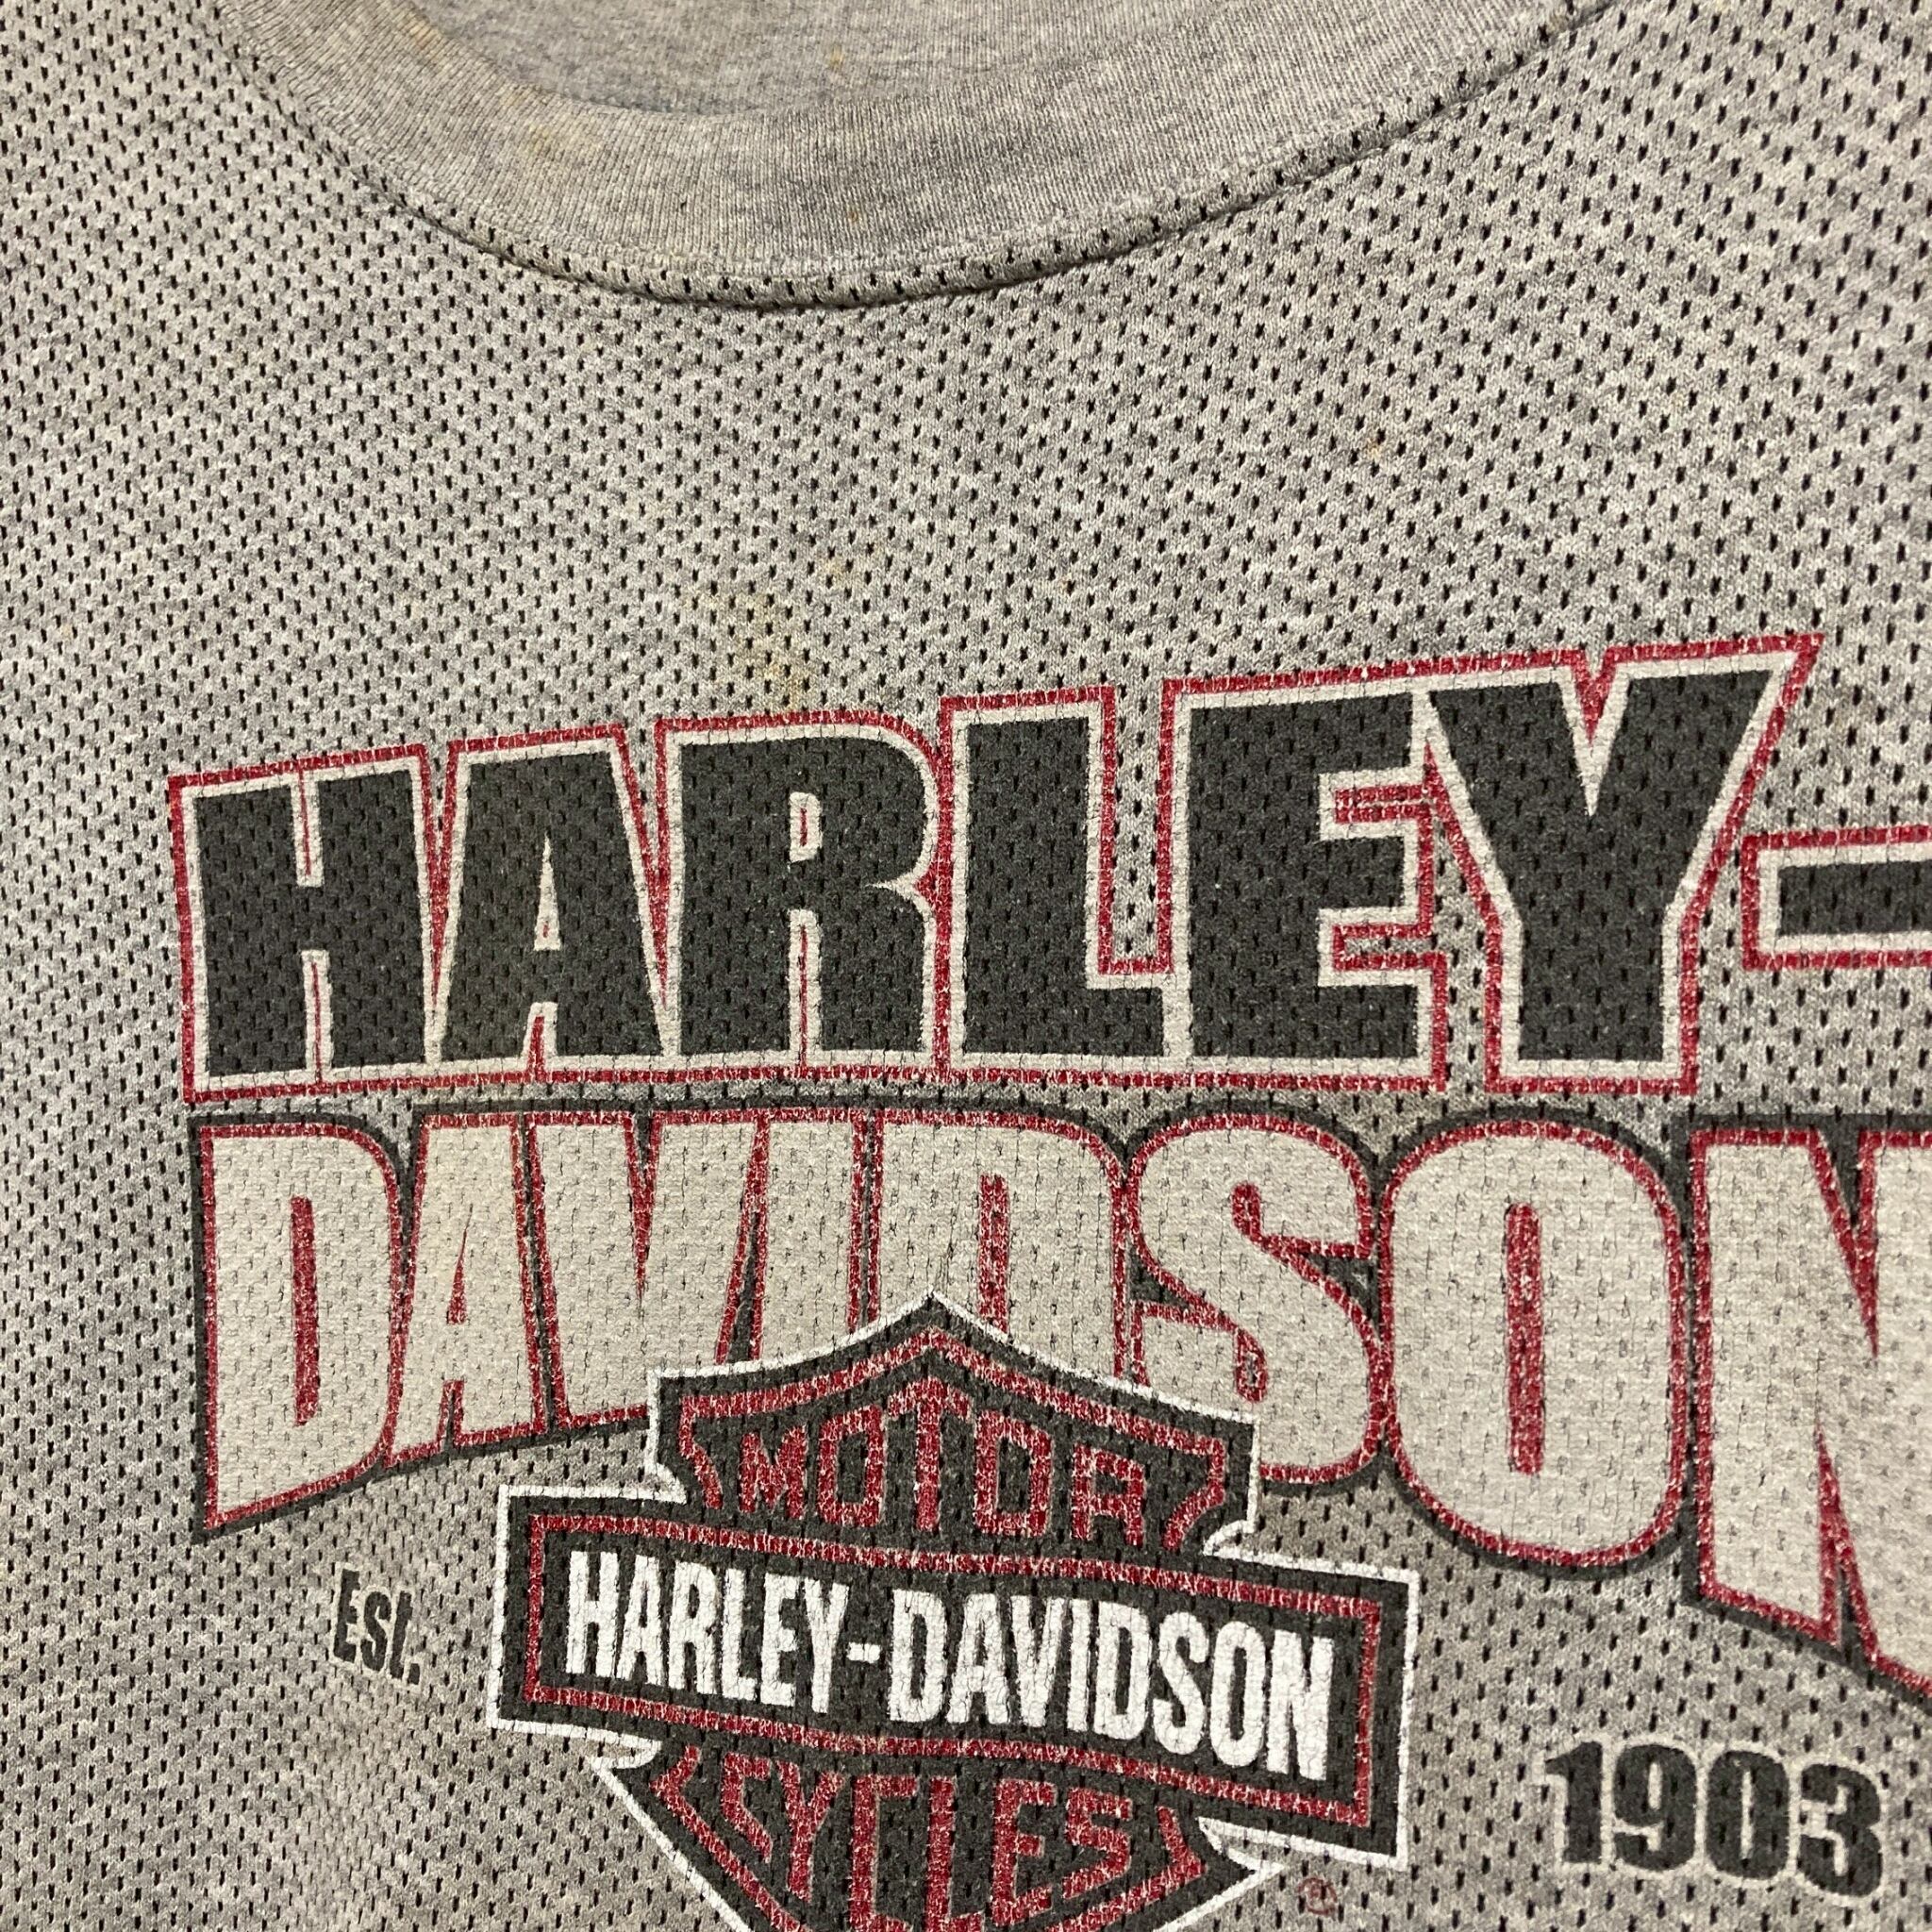 HARLEY-
DAVIDSON
MOTOR
HARLEY-DAVIDSON
CYCLES
Est.
1903
®